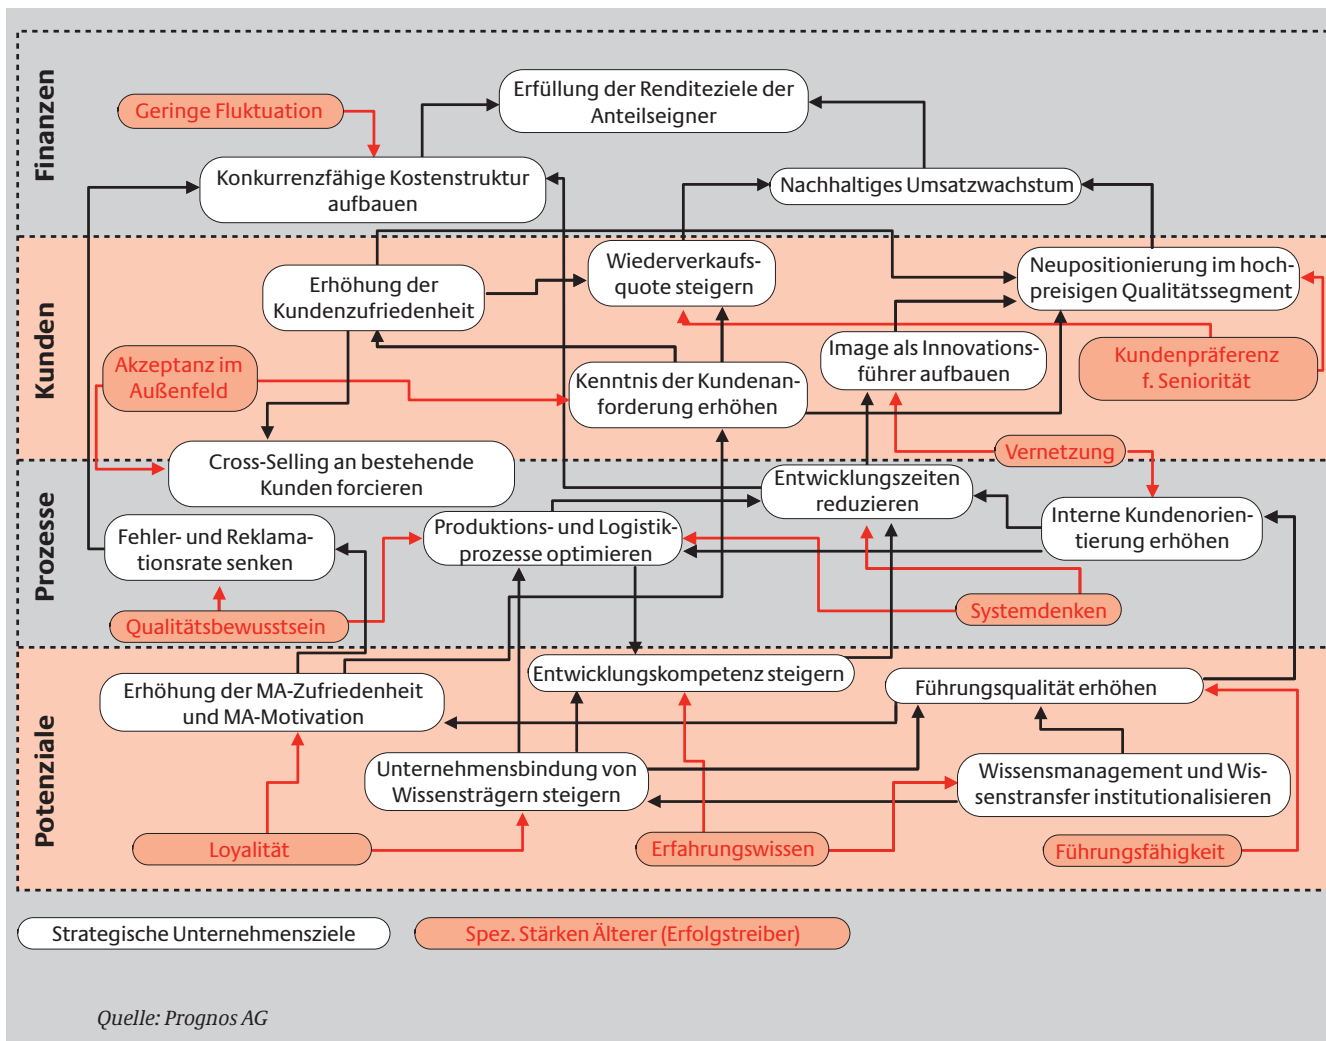 Finanzen
Erfüllung der Renditeziele der
Anteilseigner
Geringe Fluktuation
Konkurrenzfähige Kostenstruktur
aufbauen
Nachhaltiges Umsatzwachstum
Kunden
Wiederverkaufs-
quote steigern
Neupositionierung im hoch-
preisigen Qualitätssegment
Erhöhung der
Kundenzufriedenheit
Akzeptanz im
Außenfeld
Image als Innovations-
führer aufbauen
Kundenpräferenz
f. Seniorität
Kenntnis der Kundenan-
forderung erhöhen
Vernetzung
Cross-Selling an bestehende
Kunden forcieren
Prozesse
Entwicklungszeiten
reduzieren
Fehler- und Reklama-
tionsrate senken
Produktions- und Logistik-
prozesse optimieren
Interne Kundenorien-
tierung erhöhen
Qualitätsbewusstsein
Systemdenken
Potenziale
Erhöhung der MA-Zufriedenheit
und MA-Motivation
Entwicklungskompetenz steigern
Führungsqualität erhöhen
Unternehmensbindung von
Wissensträgern steigern
Wissensmanagement und Wis-
senstransfer institutionalisieren
Loyalität
Erfahrungswissen
Führungsfähigkeit
Strategische Unternehmensziele
Spez. Stärken Älterer (Erfolgstreiber)
Quelle: Prognos AG